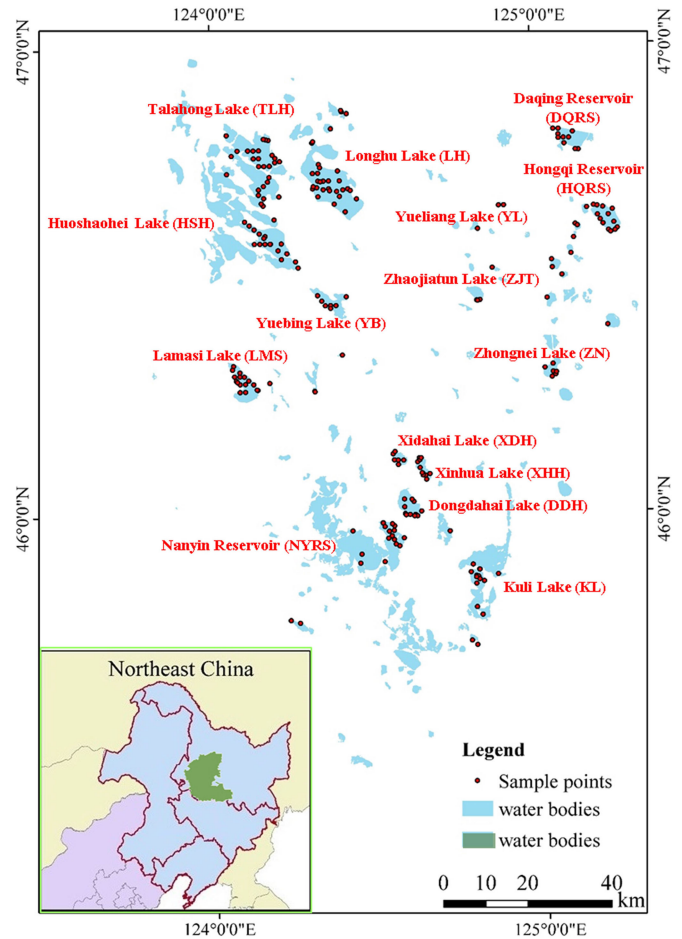 124°0'0"E
125°0'0"E
47°0'0"N
47°0'0"N
Talahong Lake (TLH)
Daqing Reservoir
(DQRS)
Longhu Lake (LH)
Hongqi Reservoir
(HQRS)
Huoshaohei Lake (HSH)
Yueliang Lake (YL)
Zhaojiatun Lake (ZJT)
Yuebing Lake (YB)
Lamasi Lake (LMS)
Zhongnei Lake (ZN)
Xidahai Lake (XDH)
Xinhua Lake (XHH)
Dongdahai Lake (DDH)
46°0'0"N
46°0'0"N
Nanyin Reservoir (NYRS)
Kuli Lake (KL)
Northeast China
Legend
Sample points
water bodies
water bodies
0 10 20 40
km
124°0'0"E
125°0'0"E